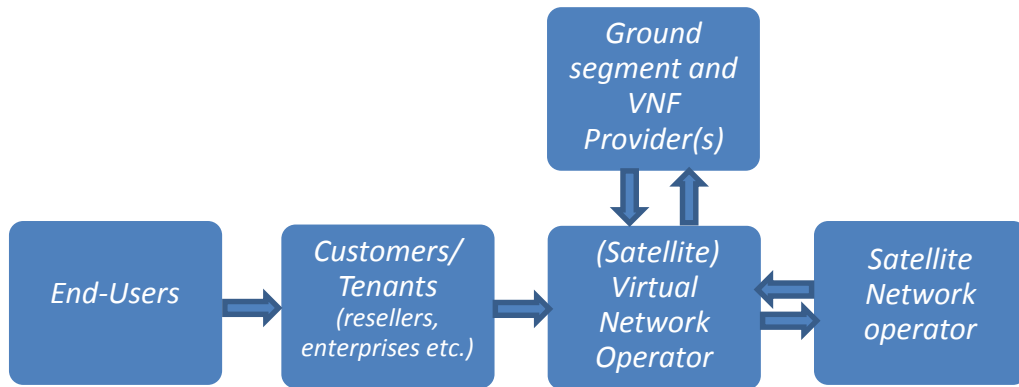 Ground
segment and
VNF
Provider(s)
End-Users
Customers/
Tenants
(resellers,
enterprises etc.)
(Satellite)
Virtual
Network
Operator
Satellite
Network
operator